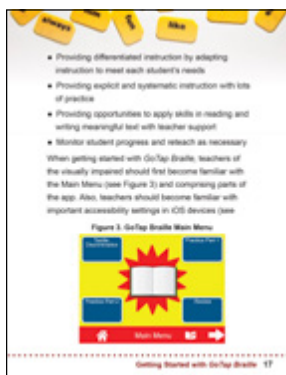 always
fun
like
• Providing differentiated instruction by adapting
instruction to meet each student's needs
• Providing explicit and systematic instruction with lots
of practice
• Providing opportunities to apply skills in reading and
writing meaningful text with teacher support
• Monitor student progress and reteach as necessary
When getting started with GoTap Braille, teachers of
the visually impaired should first become familiar with
the Main Menu (see Figure 3) and comprising parts of
the app. Also, teachers should become familiar with
important accessibility settings in iOS devices (see
Figure 3. GoTap Braille Main Menu
Tactile
Discrimination
Practice Part 1
Practice Part 2
Review
Main Menu
Getting Started with GoTap Braille 17